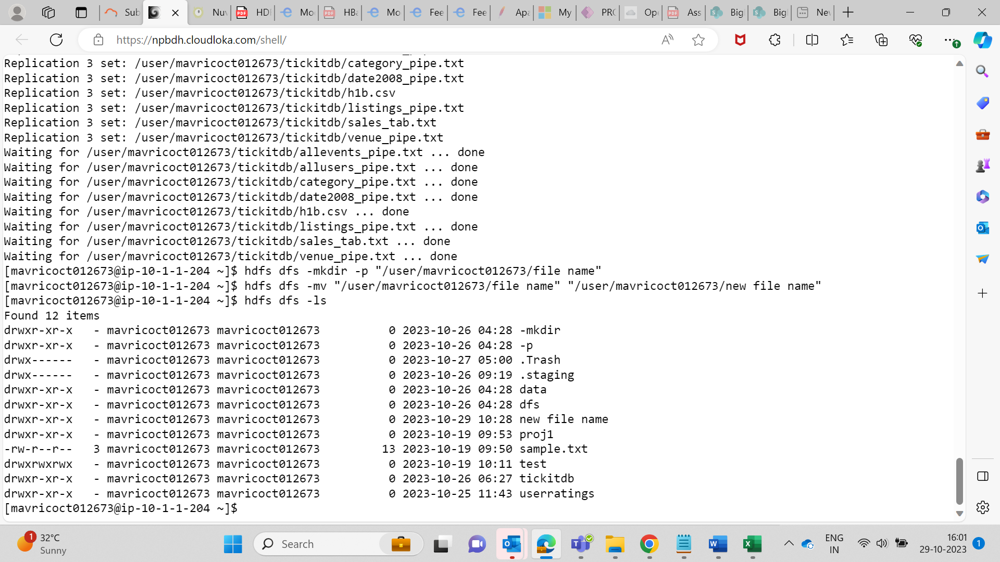 Sub
Nuv
HDI
Mo
HBa
Mo
Fee
Fee
Apa
My
PRO
Ope
Ass
Big
Big
Nev
https://npbdh.cloudloka.com/shell/
Replication 3 set: /user/mavricoct012673/tickitdb/category_pipe.txt
Replication 3 set: /user/mavricoct012673/tickitdb/date2008_pipe.txt
Replication 3 set: /user/mavricoct012673/tickitdb/h1b.csv
Replication 3 set: /user/mavricoct012673/tickitdb/listings_pipe.txt
Replication 3 set: /user/mavricoct012673/tickitdb/sales_tab.txt
Replication 3 set: /user/mavricoct012673/tickitdb/venue_pipe.txt
Waiting for /user/mavricoct012673/tickitdb/allevents_pipe.txt ... done
Waiting for /user/mavricoct012673/tickitdb/allusers_pipe.txt ... done
Waiting for /user/mavricoct012673/tickitdb/category_pipe.txt ... done
Waiting for /user/mavricoct012673/tickitdb/date2008_pipe.txt ... done
Waiting for /user/mavricoct012673/tickitdb/h1b.csv ... done
Waiting for /user/mavricoct012673/tickitdb/listings_pipe.txt ... done
Waiting for /user/mavricoct012673/tickitdb/sales_tab.txt ... done
Waiting for /user/mavricoct012673/tickitdb/venue_pipe.txt ... done
[mavricoct012673@ip-10-1-1-204 ~]$ hdfs dfs -mkdir -p "/user/mavricoct012673/file name"
[mavricoct012673@ip-10-1-1-204 ~]$ hdfs dfs -mv "/user/mavricoct012673/file name" "/user/mavricoct012673/new file name"
[mavricoct012673@ip-10-1-1-204 ~]$ hdfs dfs -ls
Found 12 items
drwxr-xr-x   - mavricoct012673 mavricoct012673          0 2023-10-26 04:28 -mkdir
drwxr-xr-x   - mavricoct012673 mavricoct012673          0 2023-10-26 04:28 -p
drwx------   - mavricoct012673 mavricoct012673          0 2023-10-27 05:00 .Trash
drwx------   - mavricoct012673 mavricoct012673          0 2023-10-26 09:19 .staging
drwxr-xr-x   - mavricoct012673 mavricoct012673          0 2023-10-26 04:28 data
drwxr-xr-x   - mavricoct012673 mavricoct012673          0 2023-10-26 04:28 dfs
drwxr-xr-x   - mavricoct012673 mavricoct012673          0 2023-10-29 10:28 new file name
drwxr-xr-x   - mavricoct012673 mavricoct012673          0 2023-10-19 09:53 proj1
-rw-r--r--   3 mavricoct012673 mavricoct012673         13 2023-10-19 09:50 sample.txt
drwxrwxrwx   - mavricoct012673 mavricoct012673          0 2023-10-19 10:11 test
drwxr-xr-x   - mavricoct012673 mavricoct012673          0 2023-10-26 06:27 tickitdb
drwxr-xr-x   - mavricoct012673 mavricoct012673          0 2023-10-25 11:43 userratings
[mavricoct012673@ip-10-1-1-204 ~]$
1
32°C
Sunny
Search
ENG
IN
16:01
29-10-2023
1